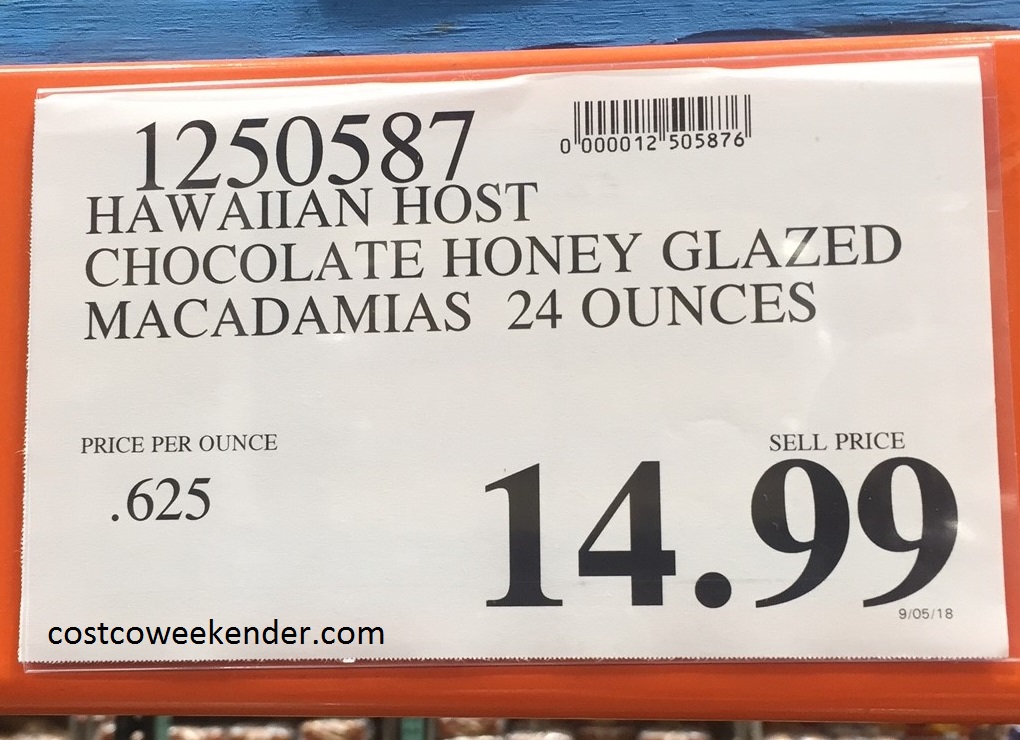 1250587
0 000012 505876
HAWAIIAN HOST
CHOCOLATE HONEY GLAZED
MACADAMIAS 24 OUNCES
PRICE PER OUNCE
.625
SELL PRICE
14.99
9/05/18
costcoweekender.com